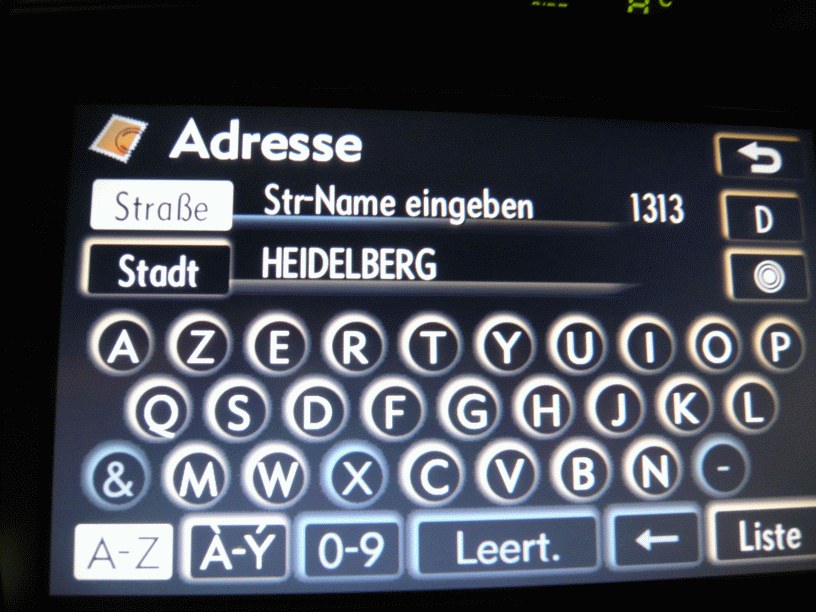 Adresse
Straße Str-Name eingeben 1313 D
Stadt HEIDELBERG
A Z E R T Y U I O P
Q S D F G H J K L
& M W X C V B N -
A-Z À-Ý 0-9 Leert. ← Liste